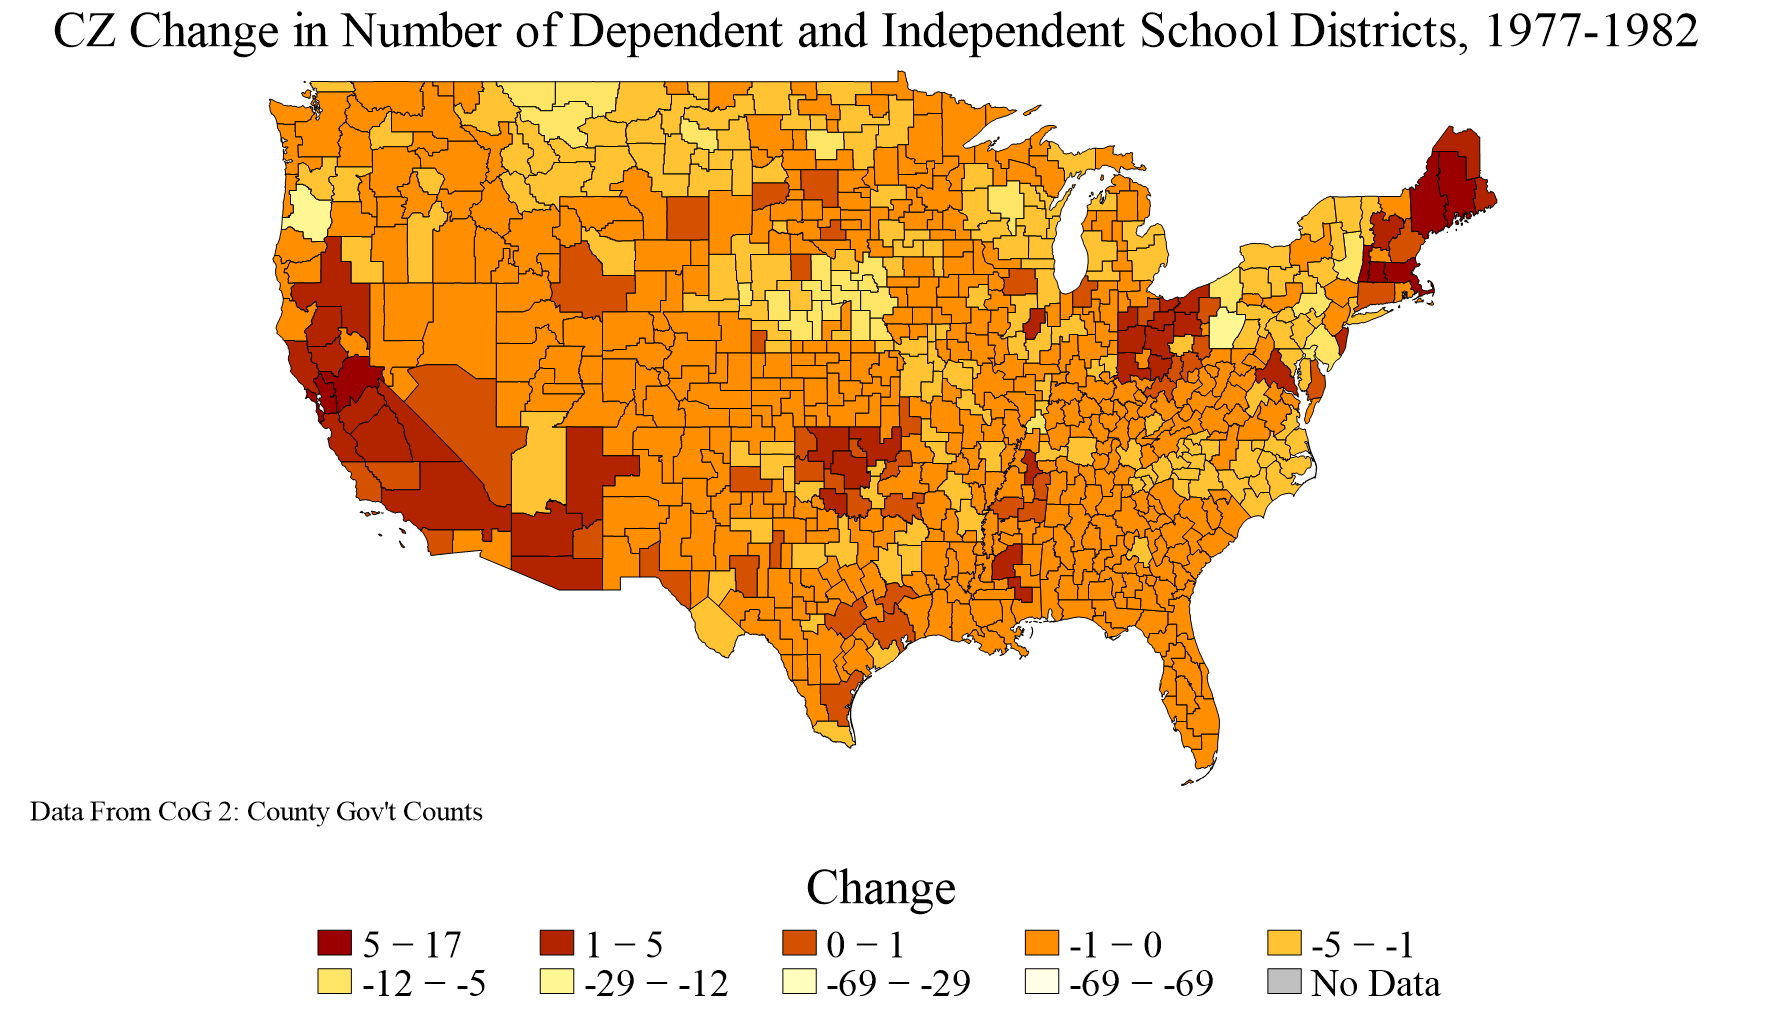 CZ Change in Number of Dependent and Independent School Districts, 1977-1982
Data From CoG 2: County Gov't Counts
Change
5 − 17 1 − 5 0 − 1 -1 − 0 -5 − -1
-12 − -5 -29 − -12 -69 − -29 -69 − -69 No Data